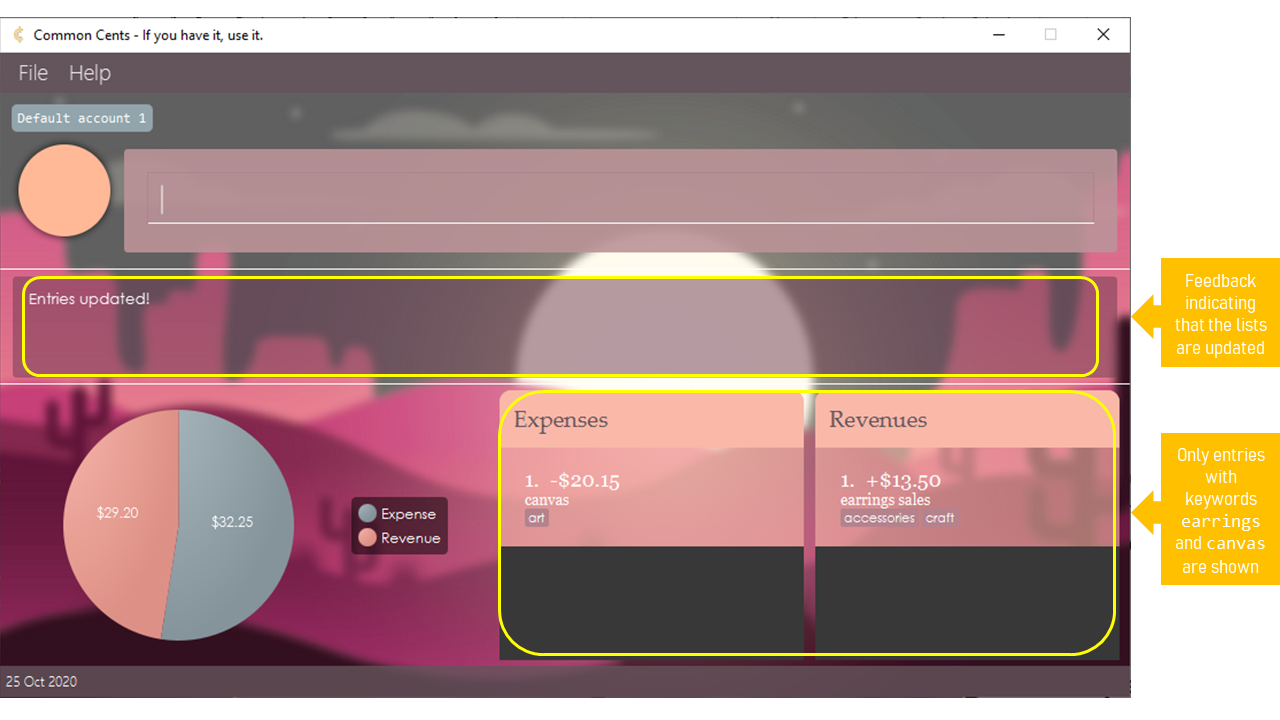 Common Cents - If you have it, use it.
File Help
Default account 1
Entries updated!
Feedback
indicating
that the lists
are updated
$29.20
$32.25
Expense
Revenue
Expenses
1. -$20.15
canvas
art
Revenues
1. +$13.50
earrings sales
accessories craft
Only entries
with
keywords
earrings
and canvas
are shown
25 Oct 2020